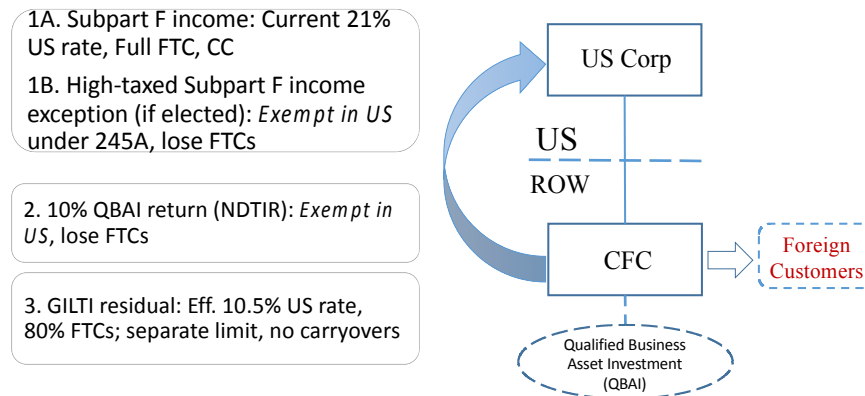 1A. Subpart F income: Current 21%
US rate, Full FTC, CC
1B. High-taxed Subpart F income
exception (if elected): Exempt in US
under 245A, lose FTCs
2. 10% QBAI return (NDTIR): Exempt in
US, lose FTCs
3. GILTI residual: Eff. 10.5% US rate,
80% FTCs; separate limit, no carryovers
US Corp
US
ROW
CFC
Foreign
Customers
Qualified Business
Asset Investment
(QBAI)